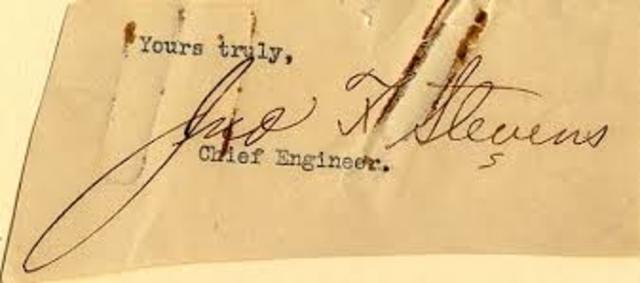 Yours truly,
Jno F Stevens
Chief Engineer.